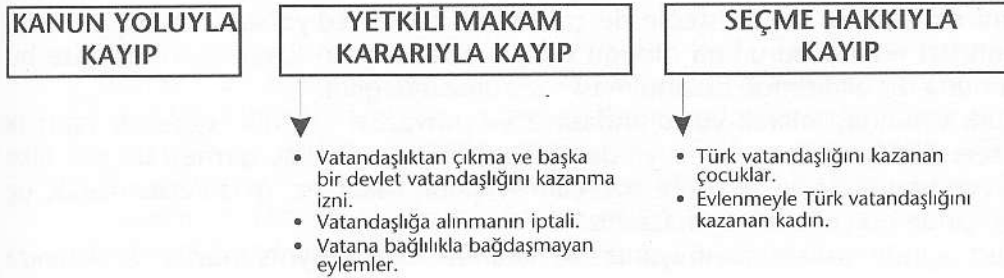 KANUN YOLUYLA
KAYIP
YETKİLİ MAKAM
KARARIYLA KAYIP
SEÇME HAKKIYLA
KAYIP
• Vatandaşlıktan çıkma ve başka
bir devlet vatandaşlığını kazanma
izni.
• Vatandaşlığa alınmanın iptali.
• Vatana bağlılıkla bağdaşmayan
eylemler.
• Türk vatandaşlığını kazanan
çocuklar.
• Evlenmeyle Türk vatandaşlığını
kazanan kadın.